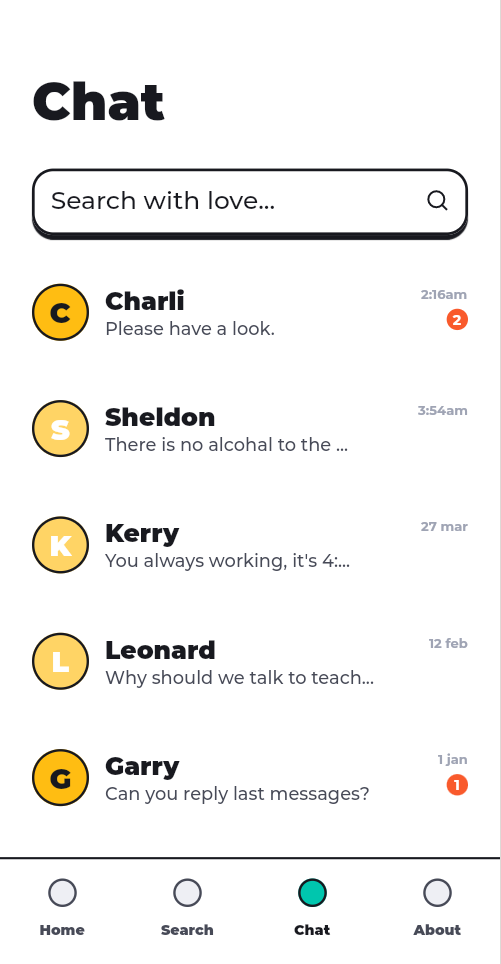 Chat
Search with love...
C
Charli
2:16am
Please have a look.
2
S
Sheldon
3:54am
There is no alcohal to the ...
K
Kerry
27 mar
You always working, it's 4:...
L
Leonard
12 feb
Why should we talk to teach...
G
Garry
1 jan
Can you reply last messages?
1
Home
Search
Chat
About